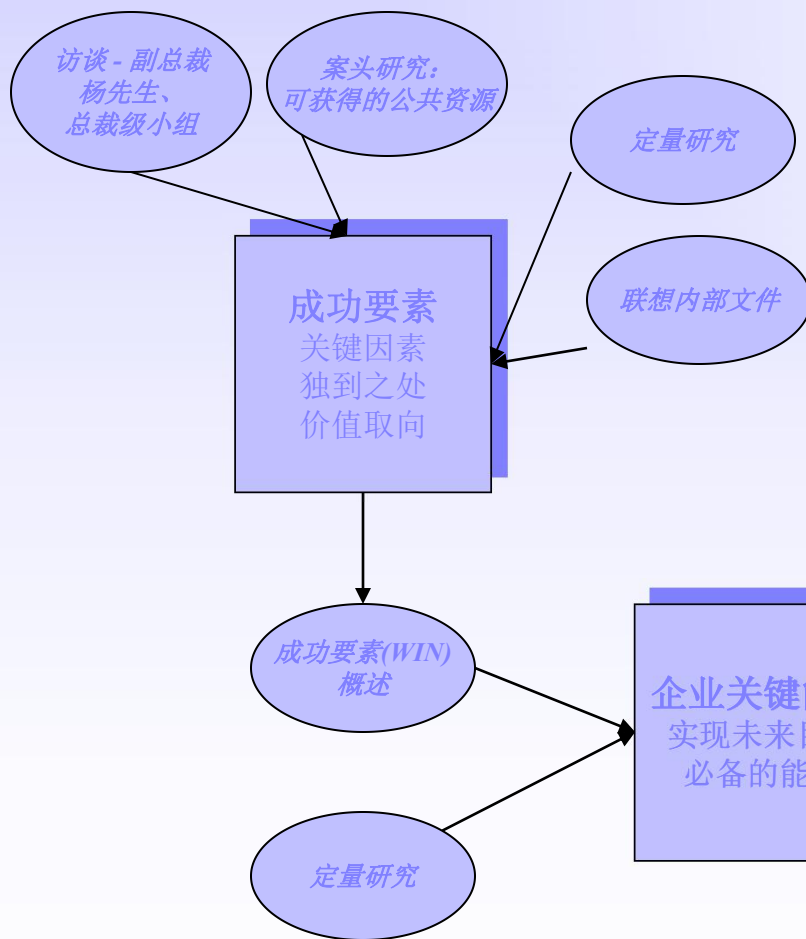 访谈 - 副总裁
杨先生、
总裁级小组
案头研究：
可获得的公共资源
定量研究
联想内部文件
成功要素
关键因素
独到之处
价值取向
成功要素(WIN)
概述
企业关键
实现未来
必备的能
定量研究